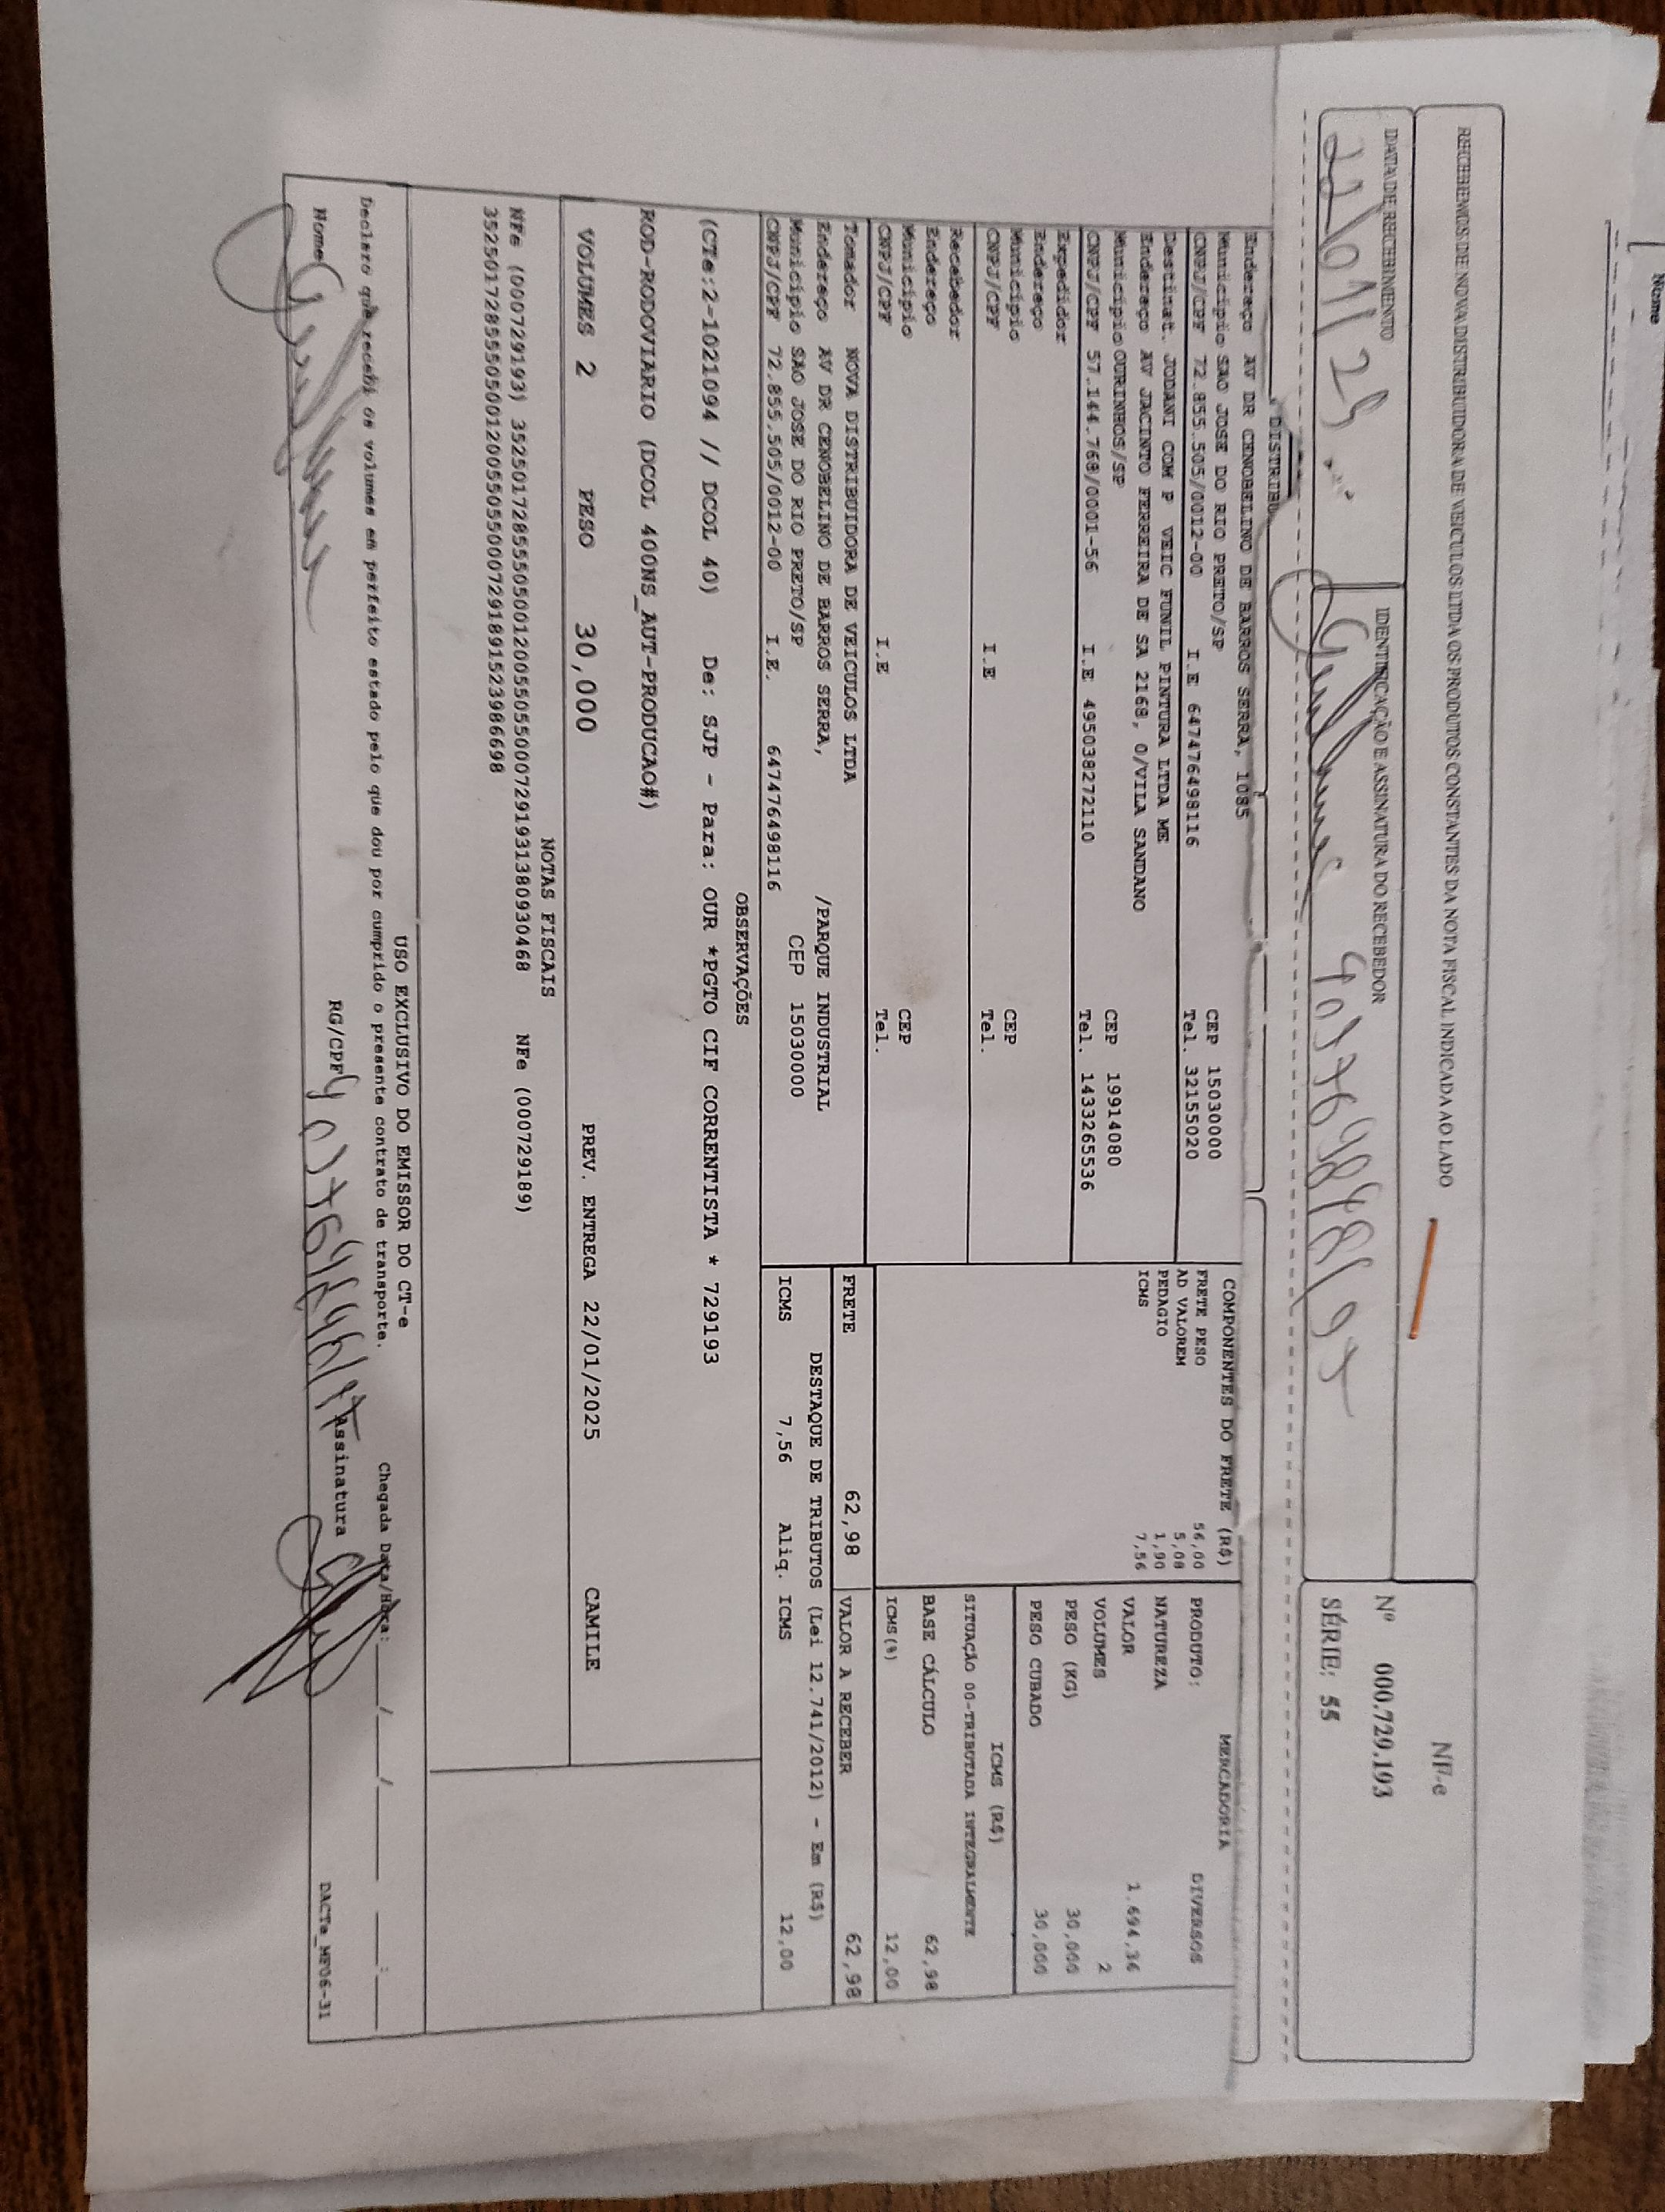 Nome
RECEBEMOS DE NOVA DISTRIBUIDORA DE VEICULOS LTDA OS PRODUTOS CONSTANTES DA NOTA FISCAL INDICADA AO LADO
NF-e
DATA DE RECEBIMENTO
IDENTIFICAÇÃO E ASSINATURA DO RECEBEDOR
Nº 000.729.193
SÉRIE: 55
22/01/25
DISTRIBU
Endereço AV DR CENOBELINO DE BARROS SERRA, 1085
Município SAO JOSE DO RIO PRETO/SP CEP 15030000
CNPJ/CPF 72.855.505/0012-00 I.E 647476498116 Tel. 32155020
Destinat. JODANI COM P VEIC FUNIL PINTURA LTDA ME
Endereço AV JACINTO FERREIRA DE SA 2168, 0/VILA SANDANO
Município OURINHOS/SP CEP 19914080
CNPJ/CPF 57.144.768/0001-56 I.E 495038272110 Tel. 1433265536
Expedidor
Endereço
Município CEP
CNPJ/CPF I.E Tel.
Recebedor
Endereço
Município CEP
CNPJ/CPF I.E Tel.
COMPONENTES DO FRETE (R$)
FRETE PESO 56,00
AD VALOREM 5,08
PEDAGIO 1,90
ICMS 7,56
MERCADORIA
PRODUTO: DIVERSOS
NATUREZA
VALOR 1.694,36
VOLUMES 2
PESO (KG) 30,000
PESO CUBADO 30,000
ICMS (R$)
SITUAÇÃO 00-TRIBUTADA INTEGRALMENTE
BASE CÁLCULO 62,98
ICMS(%) 12,00
Tomador NOVA DISTRIBUIDORA DE VEICULOS LTDA
Endereço AV DR CENOBELINO DE BARROS SERRA, /PARQUE INDUSTRIAL
Município SAO JOSE DO RIO PRETO/SP CEP 15030000
CNPJ/CPF 72.855.505/0012-00 I.E. 647476498116
FRETE 62,98 VALOR A RECEBER 62,98
DESTAQUE DE TRIBUTOS (Lei 12.741/2012) - Em (R$)
ICMS 7,56 Aliq. ICMS 12,00
OBSERVAÇÕES
(CTe:2-1021094 // DCOL 40) De: SJP - Para: OUR *PGTO CIF CORRENTISTA * 729193
ROD-RODOVIARIO (DCOL 400NS_AUT-PRODUCAO#)
VOLUMES 2 PESO 30,000 PREV. ENTREGA 22/01/2025 CAMILE
NOTAS FISCAIS
NFe (000729193) 35250172855505001200550550007291931380930468 NFe (000729189)
35250172855505001200550550007291891523986698
USO EXCLUSIVO DO EMISSOR DO CT-e
Declaro que recebi os volumes em perfeito estado pelo que dou por cumprido o presente contrato de transporte.
Chegada Data/Hora: ____/____/____ ____:____
Nome RG/CPF Assinatura
DACTe_MF06-31